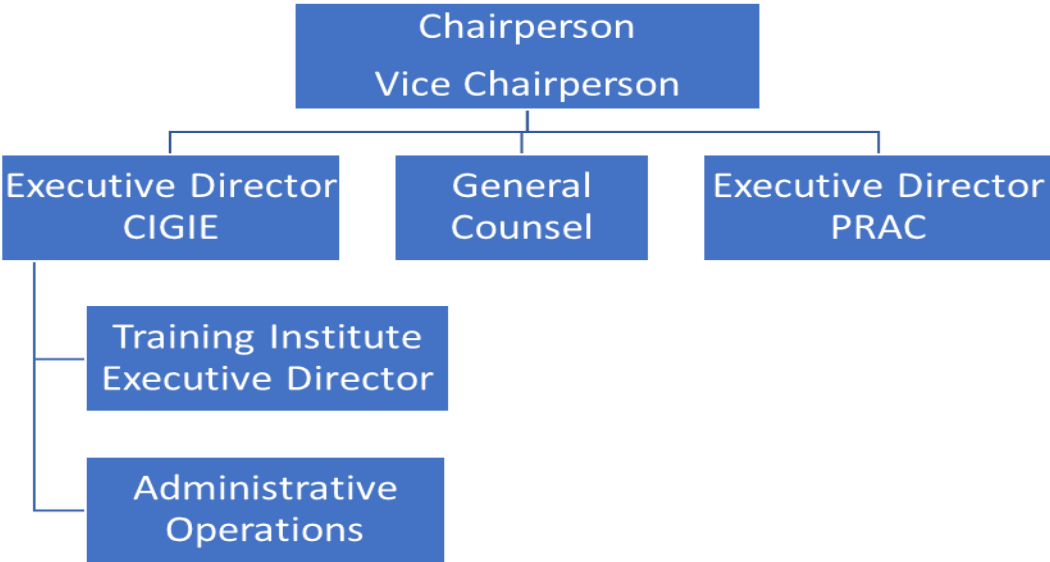 Chairperson
Vice Chairperson
Executive Director
CIGIE
General
Counsel
Executive Director
PRAC
Training Institute
Executive Director
Administrative
Operations